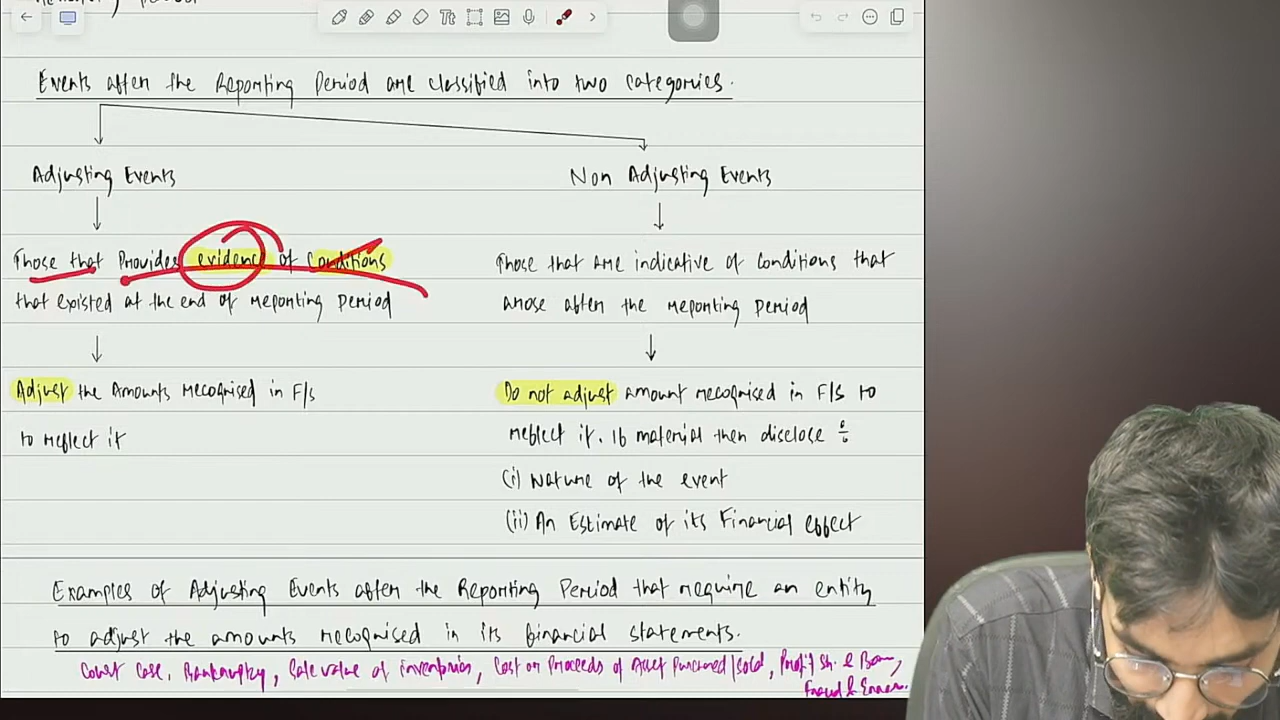 Events after the Reporting Period are classified into two categories.
Adjusting Events
Non Adjusting Events
Those that Provides evidence of Conditions
that existed at the end of reporting period
Those that are indicative of conditions that
arose after the reporting period
Adjust the Amounts recognised in F/S
to reflect it
Do not adjust amount recognised in F/S to
reflect it. If material then disclose :
(i) Nature of the event
(ii) An Estimate of its Financial effect
Examples of Adjusting Events after the Reporting Period that require an entity
to adjust the amounts recognised in its financial statements.
Court Case, Bankruptcy, Sale value of inventories, Cost or Proceeds of Asset Purchased/Sold, Profit Sh. &
Fraud & Errors.